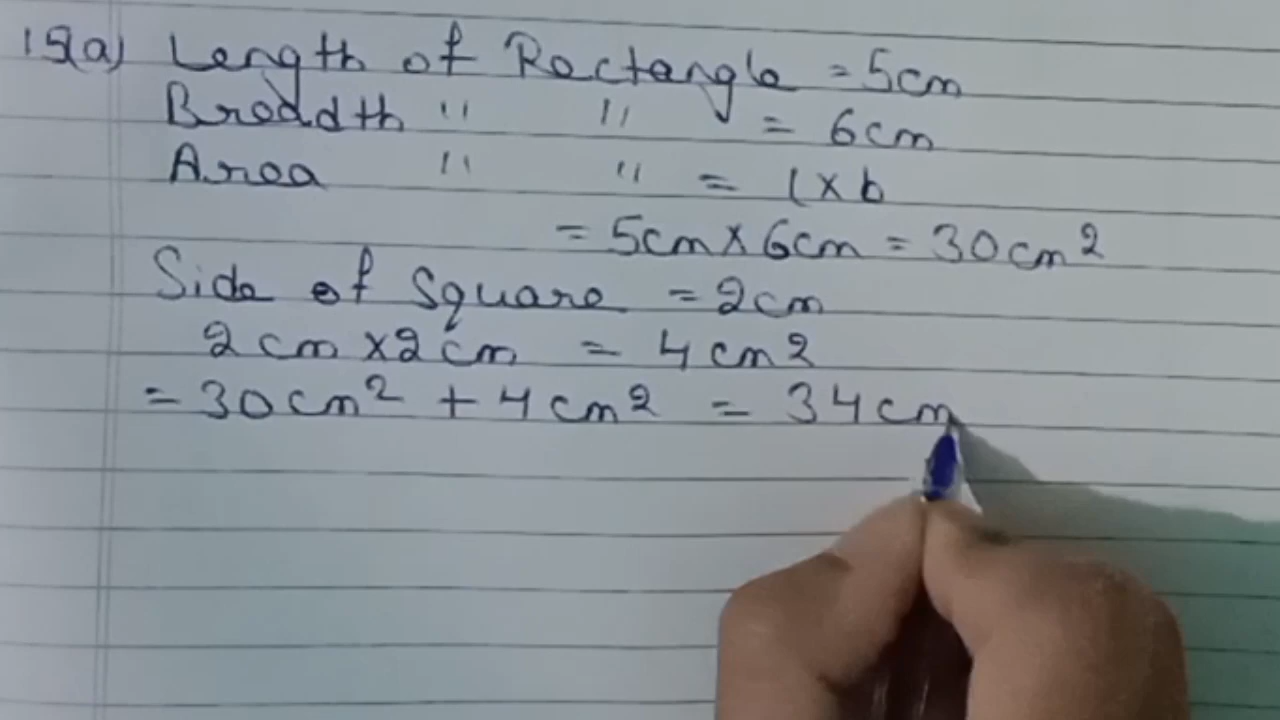 15(a) Length of Rectangle = 5cm
Breadth " " = 6cm
Area " " = l × b
= 5cm × 6cm = 30cm²
Side of Square = 2cm
2cm × 2cm = 4cm²
= 30cm² + 4cm² = 34cm